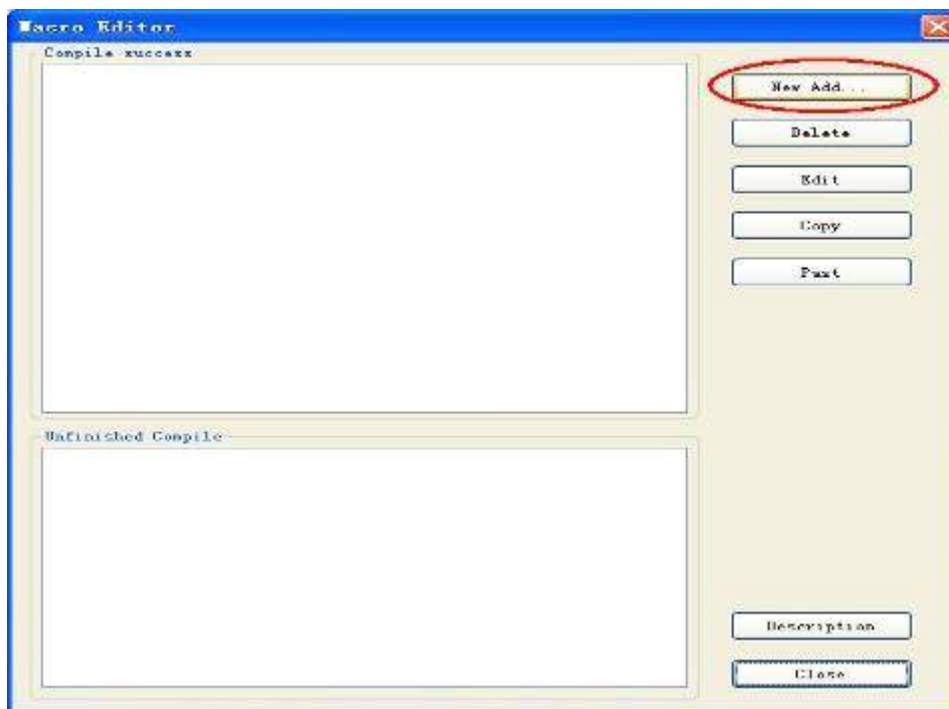 Macro Editor
Compile success
New Add...
Delete
Edit
Copy
Past
Unfinished Compile
Description
Close